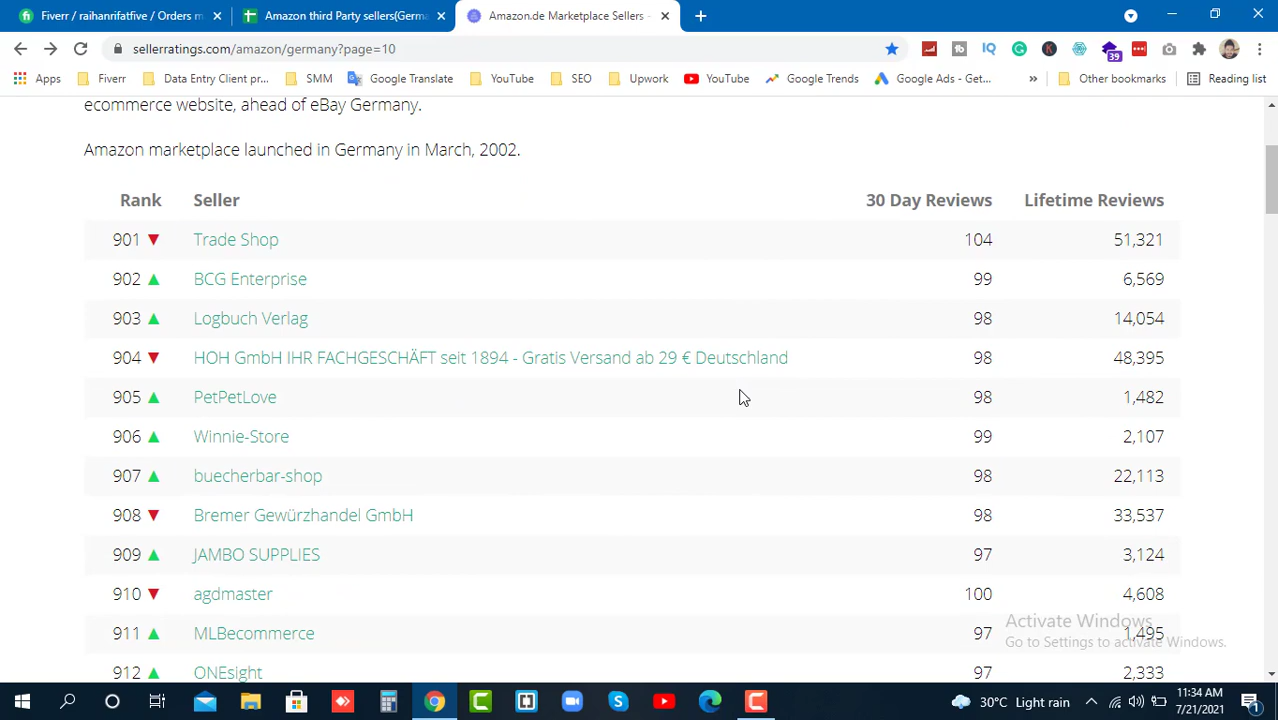 Fiverr / raihanrifatfive / Orders m
Amazon third Party sellers(Germa
Amazon.de Marketplace Sellers -
sellerratings.com/amazon/germany?page=10
39
Apps Fiverr Data Entry Client pr... SMM Google Translate YouTube SEO Upwork YouTube Google Trends Google Ads - Get... » Other bookmarks Reading list
ecommerce website, ahead of eBay Germany.
Amazon marketplace launched in Germany in March, 2002.
Rank Seller 30 Day Reviews Lifetime Reviews
901 Trade Shop 104 51,321
902 BCG Enterprise 99 6,569
903 Logbuch Verlag 98 14,054
904 HOH GmbH IHR FACHGESCHÄFT seit 1894 - Gratis Versand ab 29 € Deutschland 98 48,395
905 PetPetLove 98 1,482
906 Winnie-Store 99 2,107
907 buecherbar-shop 98 22,113
908 Bremer Gewürzhandel GmbH 98 33,537
909 JAMBO SUPPLIES 97 3,124
910 agdmaster 100 4,608
911 MLBecommerce 97 1,495
912 ONEsight 97 2,333
Activate Windows
Go to Settings to activate Windows.
30°C Light rain
11:34 AM
7/21/2021